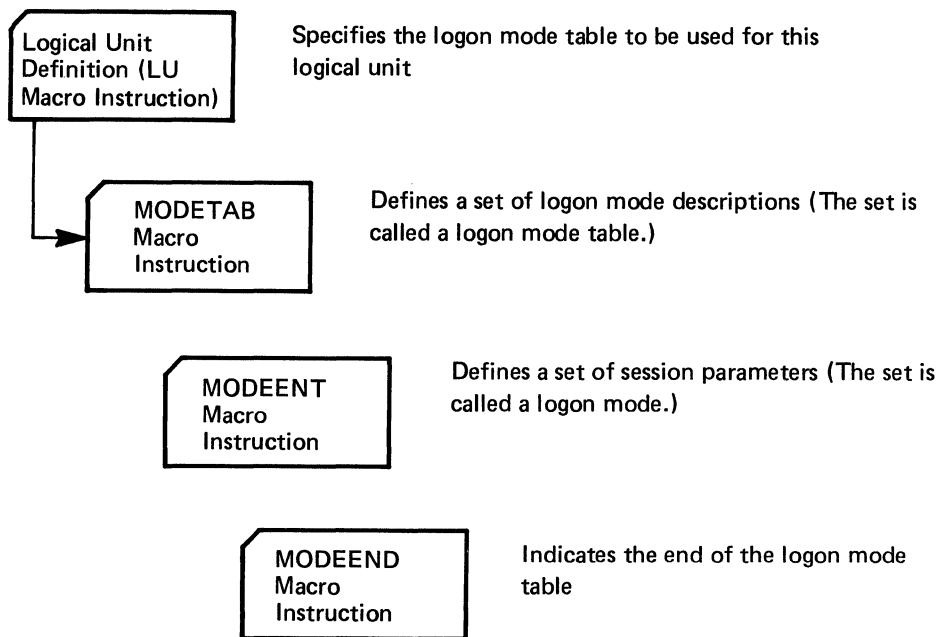 Logical Unit
Definition (LU
Macro Instruction)
Specifies the logon mode table to be used for this
logical unit
MODETAB
Macro
Instruction
Defines a set of logon mode descriptions (The set is
called a logon mode table.)
MODEENT
Macro
Instruction
Defines a set of session parameters (The set is
called a logon mode.)
MODEEND
Macro
Instruction
Indicates the end of the logon mode
table